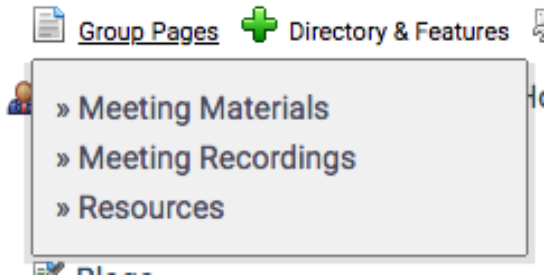 Group Pages Directory & Features
» Meeting Materials
» Meeting Recordings
» Resources